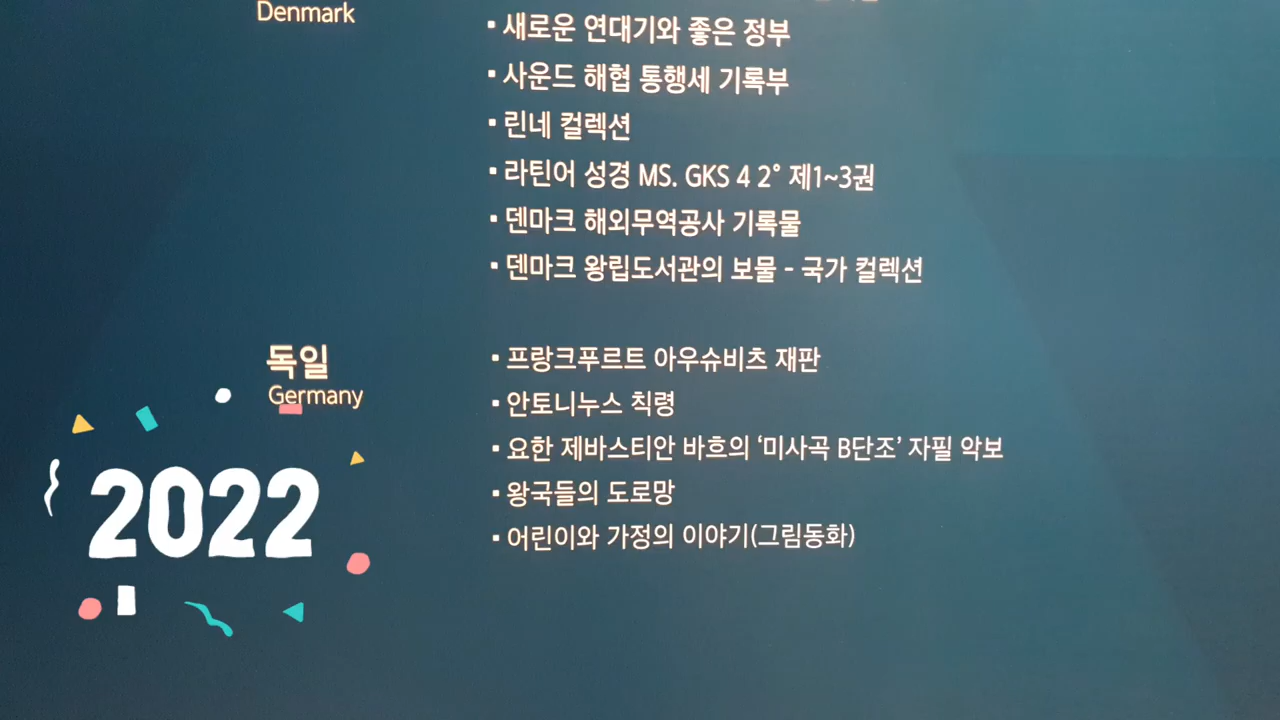 Denmark
▪ 새로운 연대기와 좋은 정부
▪ 사운드 해협 통행세 기록부
▪ 린네 컬렉션
▪ 라틴어 성경 MS. GKS 4 2° 제1~3권
▪ 덴마크 해외무역공사 기록물
▪ 덴마크 왕립도서관의 보물 - 국가 컬렉션
독일
Germany
▪ 프랑크푸르트 아우슈비츠 재판
▪ 안토니누스 칙령
▪ 요한 제바스티안 바흐의 ‘미사곡 B단조’ 자필 악보
▪ 왕국들의 도로망
▪ 어린이와 가정의 이야기(그림동화)
2022